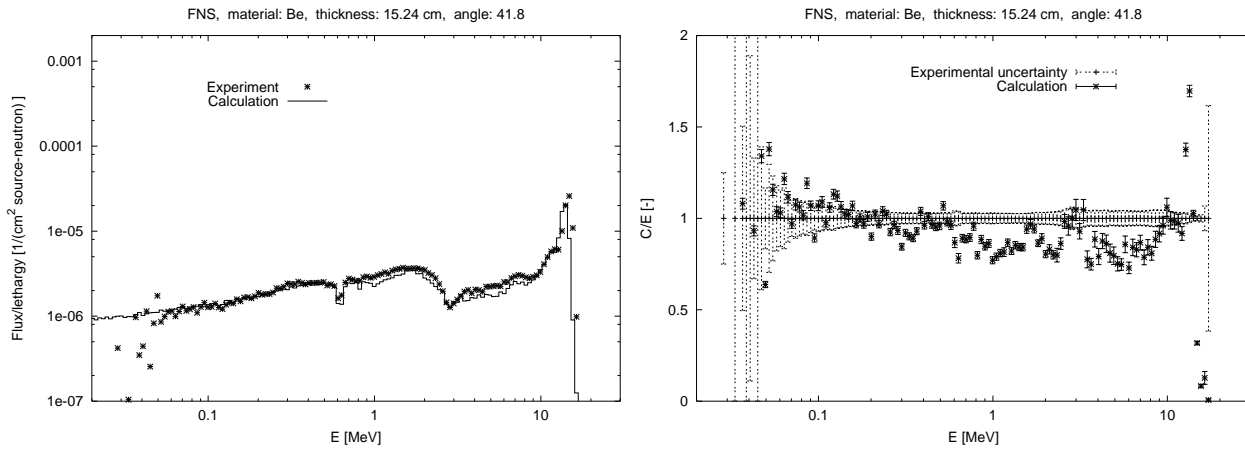 FNS, material: Be, thickness: 15.24 cm, angle: 41.8
0.001
0.0001
1e-05
1e-06
1e-07
Flux/lethargy [1/(cm² source-neutron)) ]
Experiment
Calculation
0.1
1
10
E [MeV]
FNS, material: Be, thickness: 15.24 cm, angle: 41.8
2
1.5
1
0.5
0
C/E [-]
Experimental uncertainty
Calculation
0.1
1
10
E [MeV]